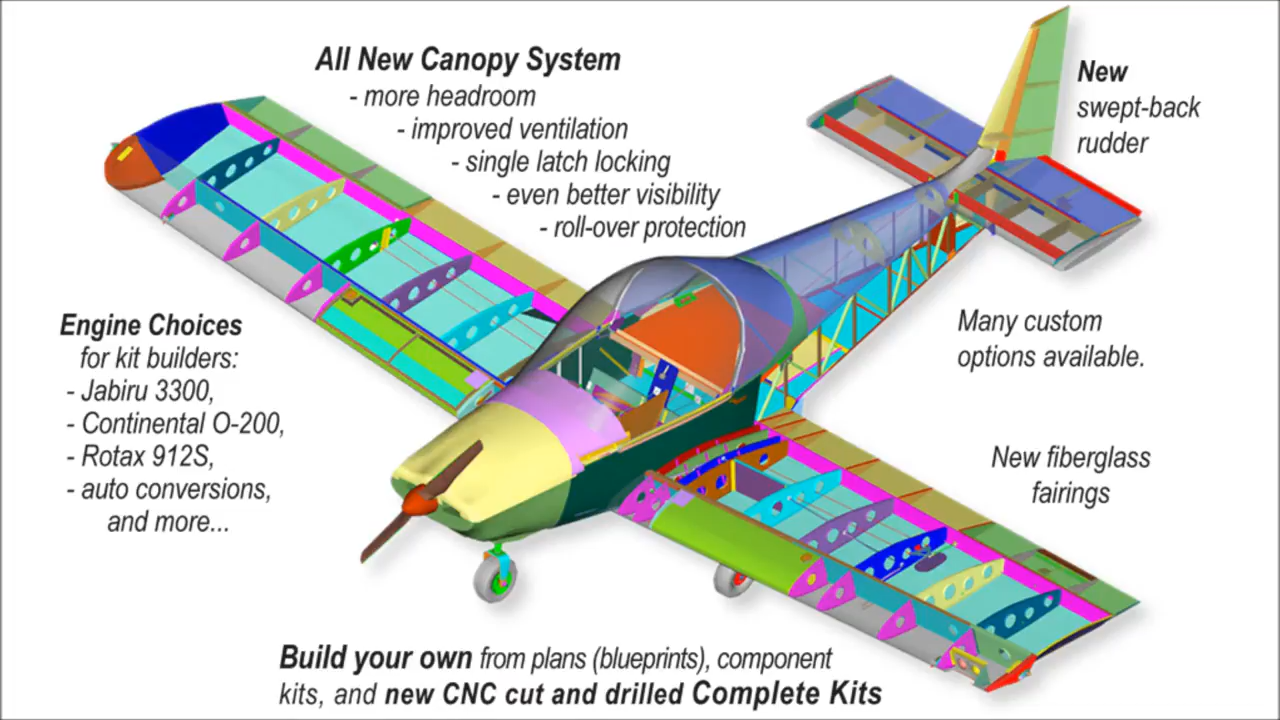 All New Canopy System
- more headroom
- improved ventilation
- single latch locking
- even better visibility
- roll-over protection
New
swept-back
rudder
Engine Choices
for kit builders:
- Jabiru 3300,
- Continental O-200,
- Rotax 912S,
- auto conversions,
and more...
Many custom
options available.
New fiberglass
fairings
Build your own from plans (blueprints), component
kits, and new CNC cut and drilled Complete Kits